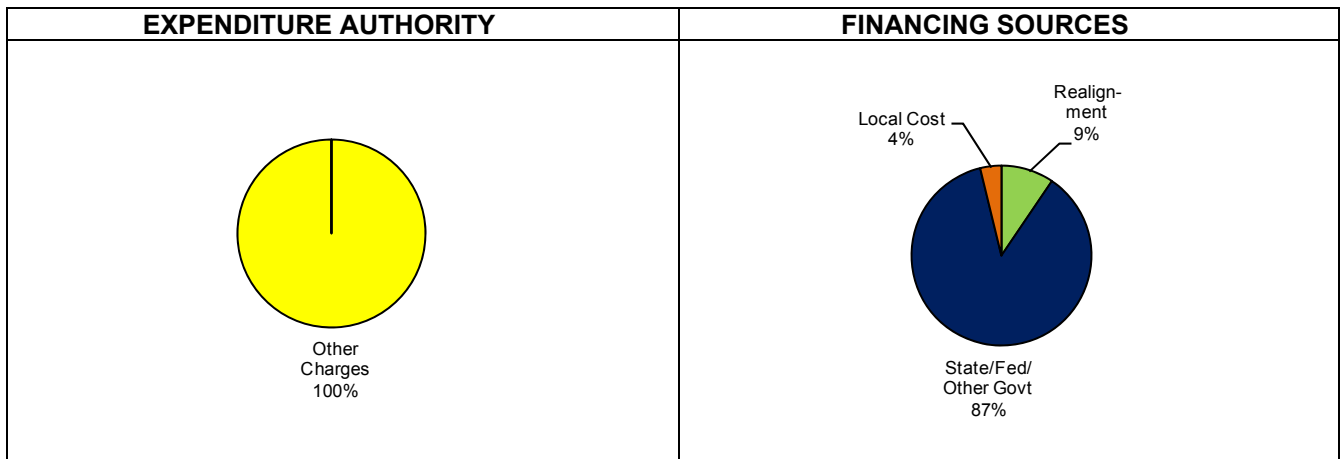 EXPENDITURE AUTHORITY
Other
Charges
100%
FINANCING SOURCES
Realign-
ment
9%
Local Cost
4%
State/Fed/
Other Govt
87%